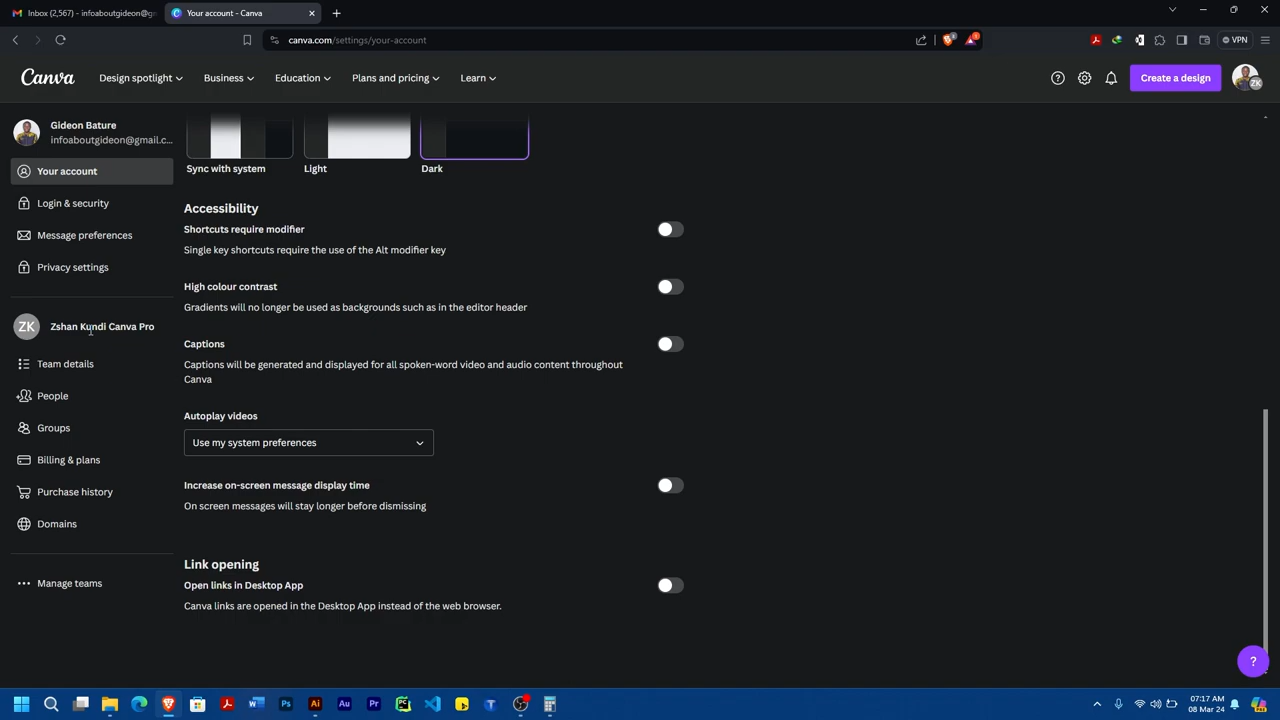 Inbox (2,567) - infoaboutgideon@g
Your account - Canva
canva.com/settings/your-account
VPN
Canva
Design spotlight
Business
Education
Plans and pricing
Learn
Create a design
ZK
Gideon Bature
infoaboutgideon@gmail.c...
Your account
Login & security
Message preferences
Privacy settings
ZK
Zshan Kundi Canva Pro
Team details
People
Groups
Billing & plans
Purchase history
Domains
Manage teams
Sync with system
Light
Dark
Accessibility
Shortcuts require modifier
Single key shortcuts require the use of the Alt modifier key
High colour contrast
Gradients will no longer be used as backgrounds such as in the editor header
Captions
Captions will be generated and displayed for all spoken-word video and audio content throughout
Canva
Autoplay videos
Use my system preferences
Increase on-screen message display time
On screen messages will stay longer before dismissing
Link opening
Open links in Desktop App
Canva links are opened in the Desktop App instead of the web browser.
?
Ps
Ai
Au
Pr
PC
T
07:17 AM
08 Mar 24